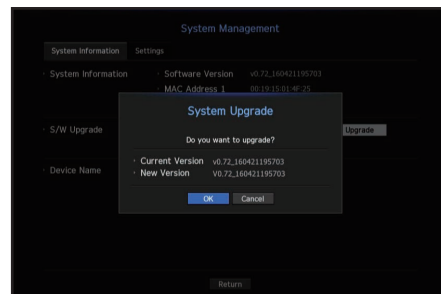 System Management
System Information Settings
· System Information · Software Version v0.72_160421195703
· MAC Address 1 00:19:15:01:4F:25
System Upgrade
· S/W Upgrade Upgrade
Do you want to upgrade?
· Current Version v0.72_160421195703
· Device Name
· New Version V0.72_160421195703
OK Cancel
Return